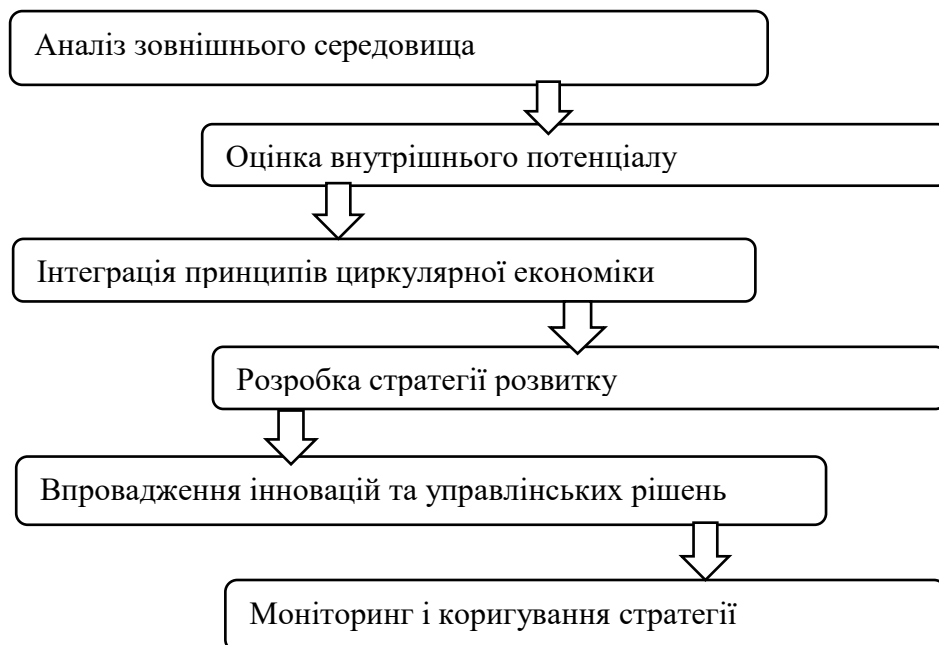 Аналіз зовнішнього середовища
Оцінка внутрішнього потенціалу
Інтеграція принципів циркулярної економіки
Розробка стратегії розвитку
Впровадження інновацій та управлінських рішень
Моніторинг і коригування стратегії